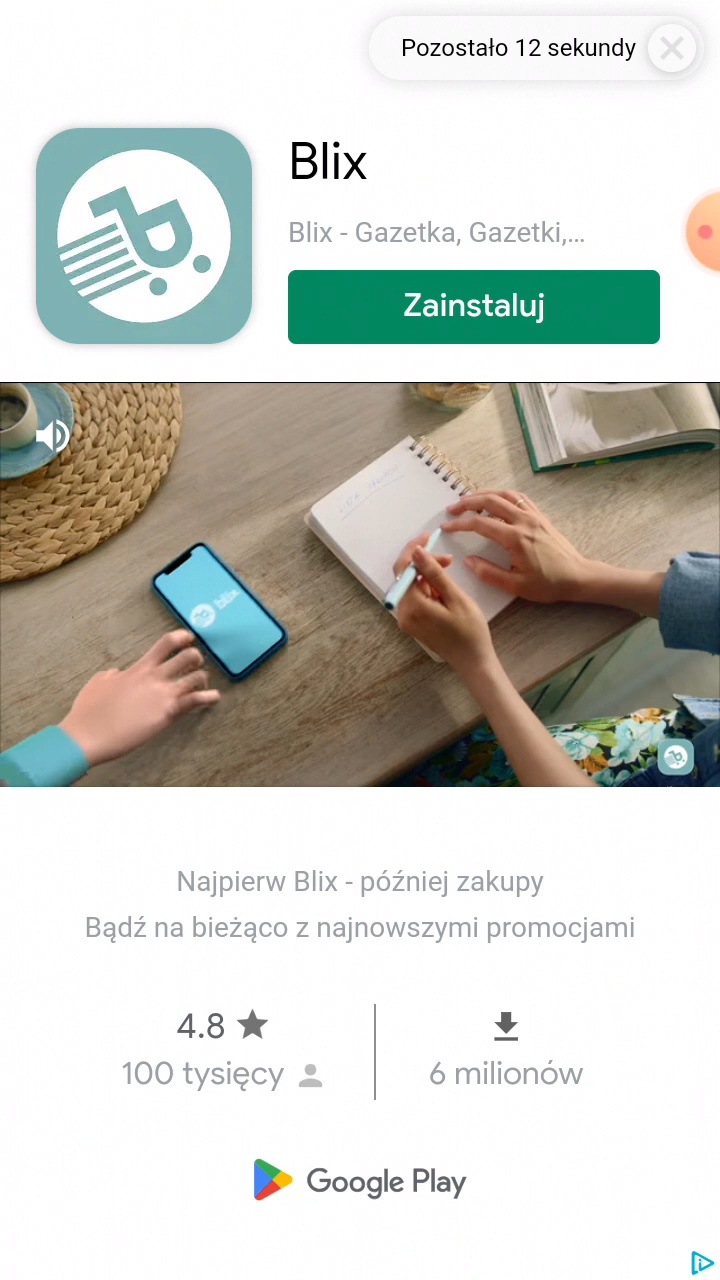 Pozostało 12 sekundy
Blix
Blix - Gazetka, Gazetki,...
Zainstaluj
blix
Najpierw Blix - później zakupy
Bądź na bieżąco z najnowszymi promocjami
4.8
100 tysięcy
6 milionów
Google Play